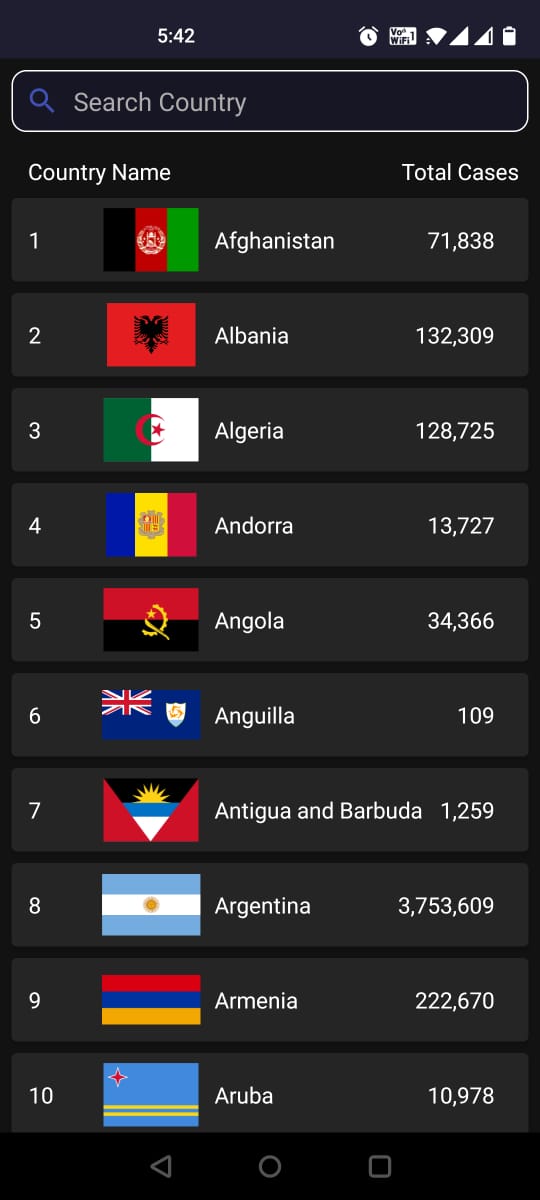 5:42
Vo WiFi 1
Search Country
Country Name Total Cases
1 Afghanistan 71,838
2 Albania 132,309
3 Algeria 128,725
4 Andorra 13,727
5 Angola 34,366
6 Anguilla 109
7 Antigua and Barbuda 1,259
8 Argentina 3,753,609
9 Armenia 222,670
10 Aruba 10,978